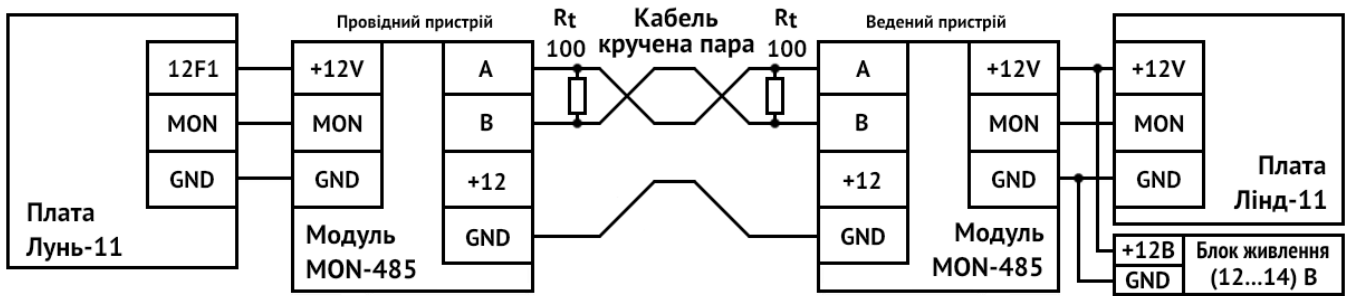 Провідний пристрій
Rt
100
Кабель
кручена пара
Rt
100
Ведений пристрій
12F1
MON
GND
Плата
Лунь-11
+12V
MON
GND
A
B
+12
GND
Модуль
MON-485
A
B
+12
GND
+12V
MON
GND
Модуль
MON-485
+12V
MON
GND
Плата
Лінд-11
+12В
GND
Блок живлення
(12...14) В